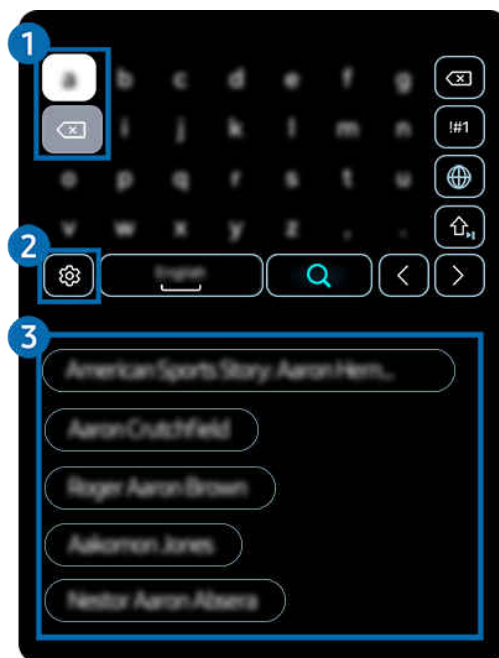 1
a b c d e f g
i j k l m n !#1
o p q r s t u
v w x y z , .
2
English
3
American Sports Story: Aaron Hern...
Aaron Crutchfield
Roger Aaron Brown
Aakomon Jones
Nestor Aaron Absera